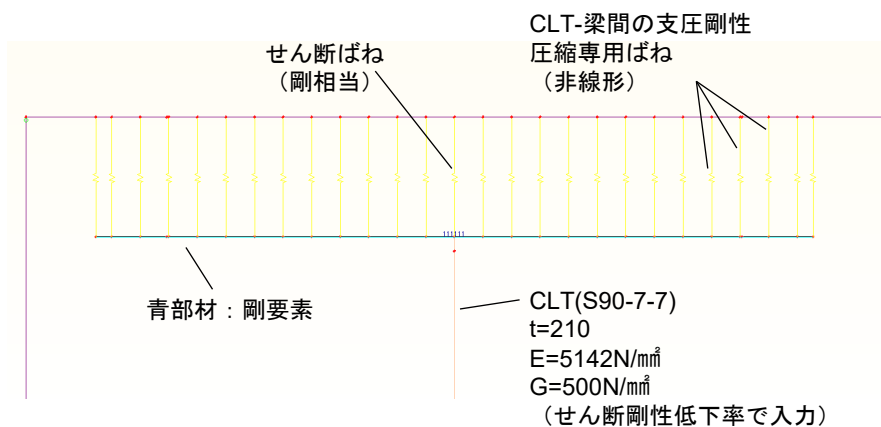 CLT-梁間の支圧剛性
圧縮専用ばね
（非線形）
せん断ばね
（剛相当）
青部材：剛要素
CLT(S90-7-7)
t=210
E=5142N/㎟
G=500N/㎟
（せん断剛性低下率で入力）